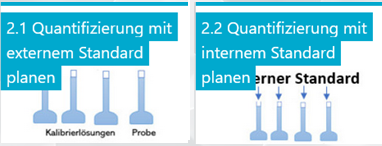 2.1 Quantifizierung mit
externem Standard
planen
Kalibrierlösungen Probe
2.2 Quantifizierung mit
internem Standard
planen
erner Standard